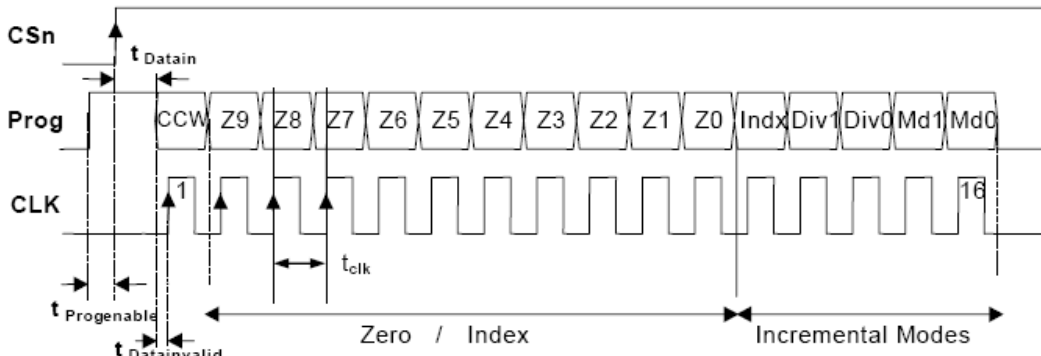 CSn
t Datain
Prog CCW Z9 Z8 Z7 Z6 Z5 Z4 Z3 Z2 Z1 Z0 Indx Div1 Div0 Md1 Md0
CLK 1 16
tclk
t Progenable
Zero / Index Incremental Modes
t Datainvalid